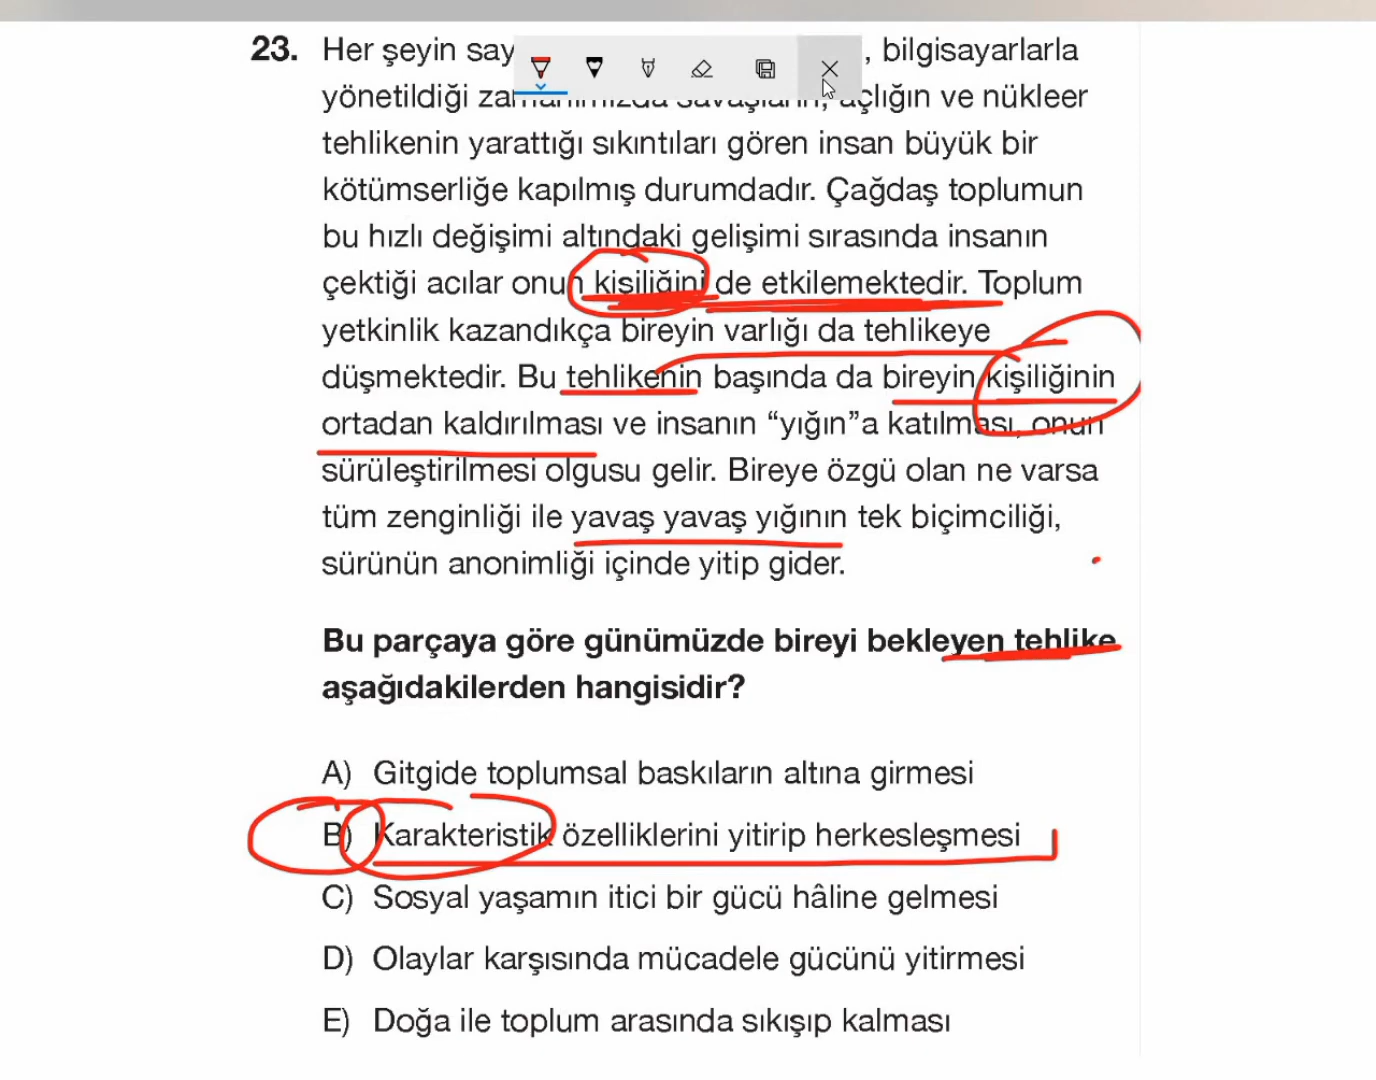 23. Her şeyin say , bilgisayarlarla
yönetildiği zamanımızda savaşların, açlığın ve nükleer
tehlikenin yarattığı sıkıntıları gören insan büyük bir
kötümserliğe kapılmış durumdadır. Çağdaş toplumun
bu hızlı değişimi altındaki gelişimi sırasında insanın
çektiği acılar onun kişiliğini de etkilemektedir. Toplum
yetkinlik kazandıkça bireyin varlığı da tehlikeye
düşmektedir. Bu tehlikenin başında da bireyin kişiliğinin
ortadan kaldırılması ve insanın “yığın”a katılması, onun
sürüleştirilmesi olgusu gelir. Bireye özgü olan ne varsa
tüm zenginliği ile yavaş yavaş yığının tek biçimciliği,
sürünün anonimliği içinde yitip gider.
Bu parçaya göre günümüzde bireyi bekleyen tehlike
aşağıdakilerden hangisidir?
A) Gitgide toplumsal baskıların altına girmesi
B) Karakteristik özelliklerini yitirip herkesleşmesi
C) Sosyal yaşamın itici bir gücü hâline gelmesi
D) Olaylar karşısında mücadele gücünü yitirmesi
E) Doğa ile toplum arasında sıkışıp kalması